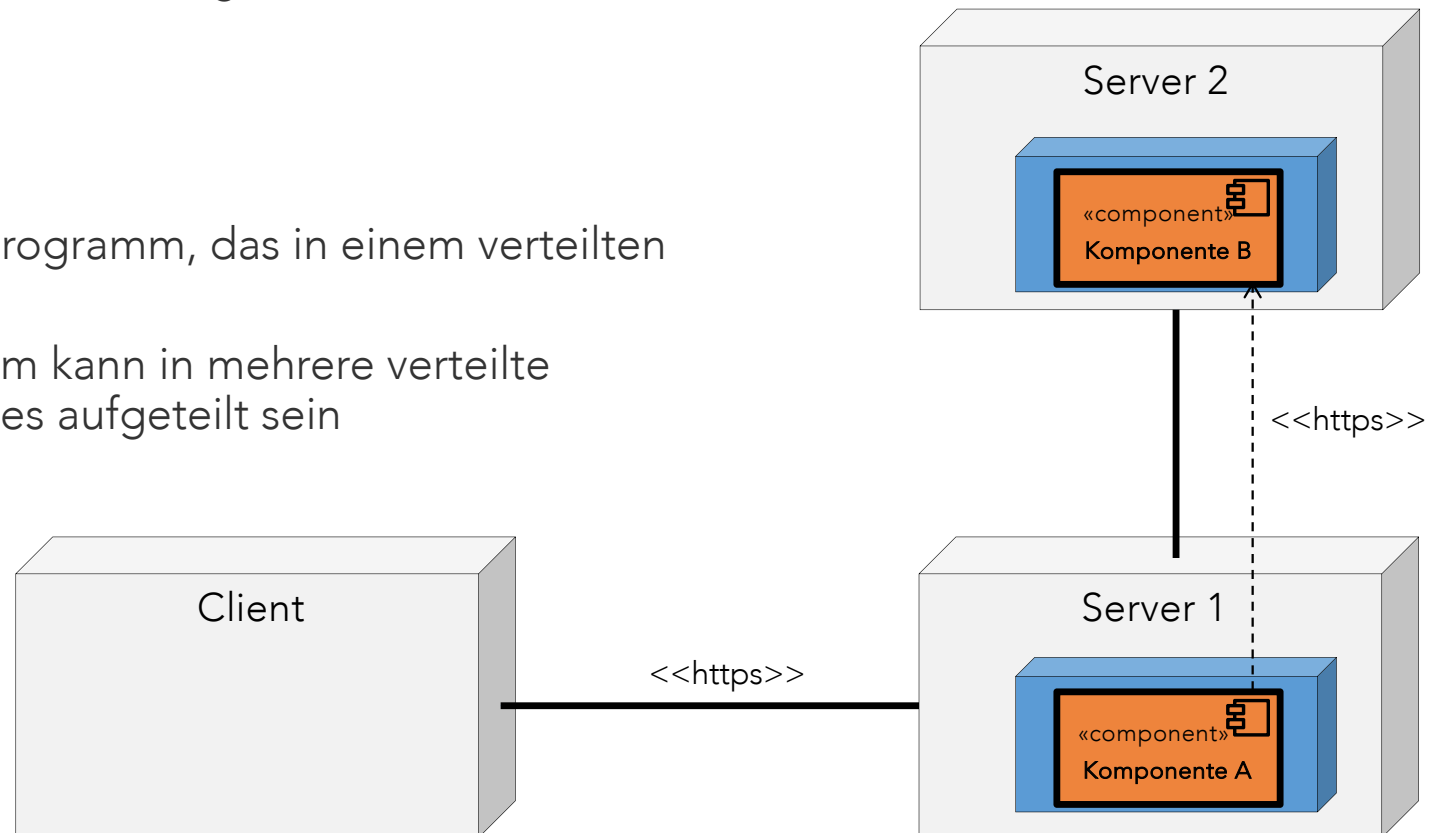 Server 2
«component»
Komponente B
rogramm, das in einem verteilten
m kann in mehrere verteilte
es aufgeteilt sein
<<https>>
Client
Server 1
<<https>>
«component»
Komponente A